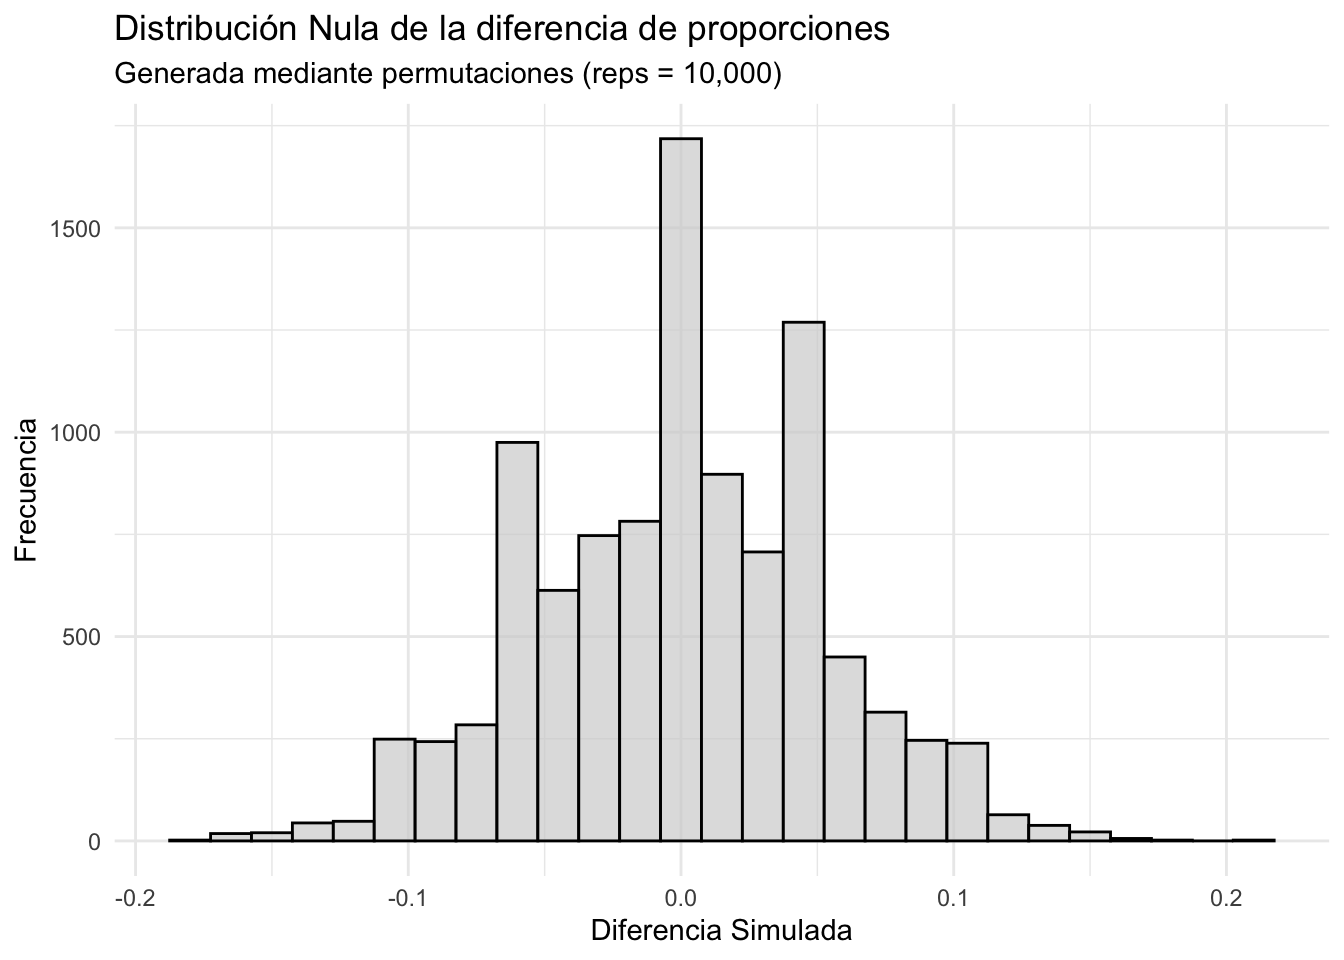 Distribución Nula de la diferencia de proporciones
Generada mediante permutaciones (reps = 10,000)
1500
1000
500
0
Frecuencia
-0.2 -0.1 0.0 0.1 0.2
Diferencia Simulada